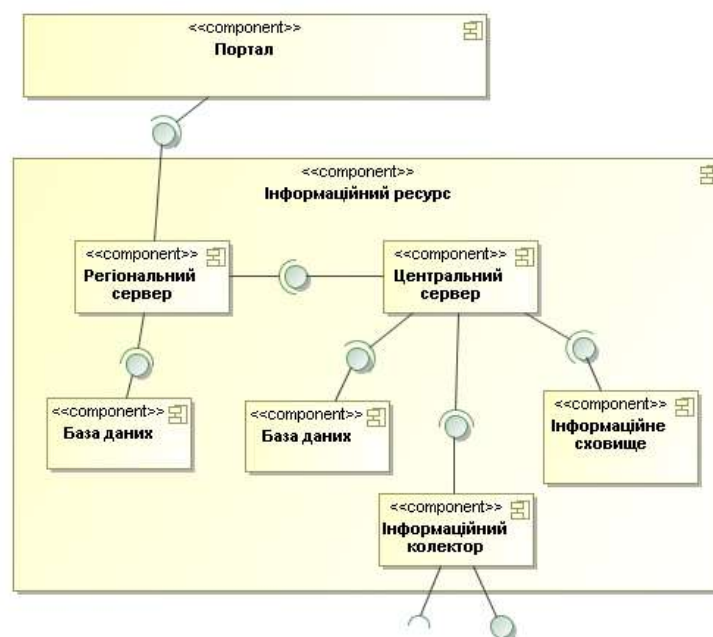 <<component>>
Портал
<<component>>
Інформаційний ресурс
<<component>>
Регіональний
сервер
<<component>>
Центральний
сервер
<<component>>
База даних
<<component>>
База даних
<<component>>
Інформаційне
сховище
<<component>>
Інформаційний
колектор